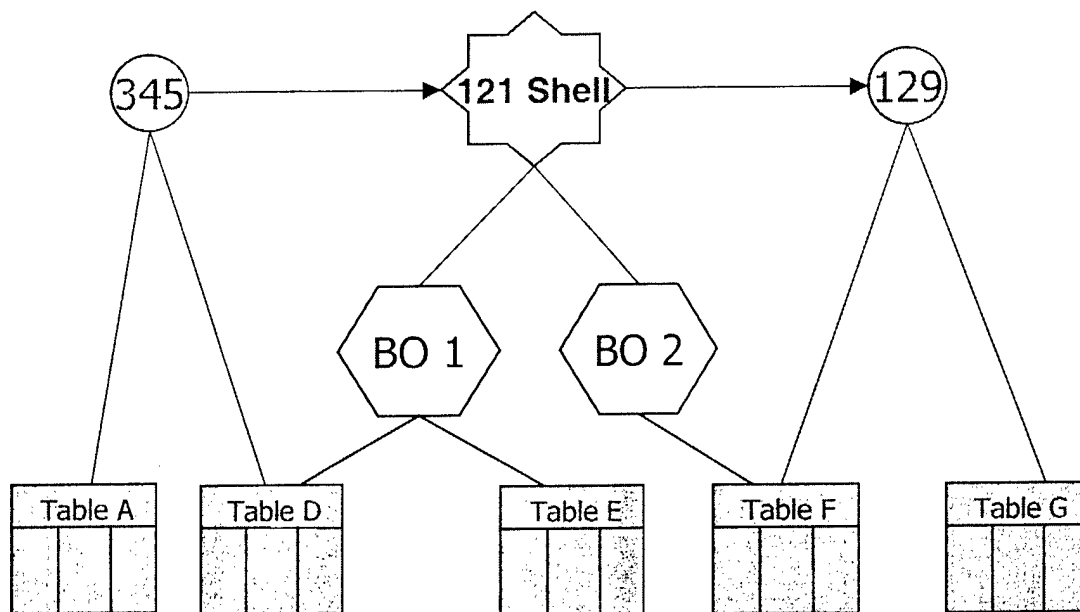 345
121 Shell
129
BO 1
BO 2
Table A
Table D
Table E
Table F
Table G